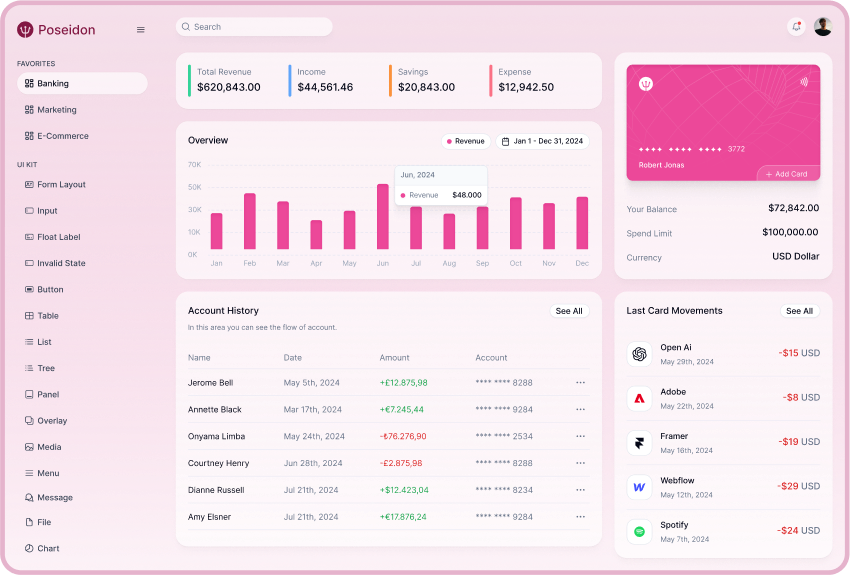 Poseidon
Search
FAVORITES
Banking
Marketing
E-Commerce
UI KIT
Form Layout
Input
Float Label
Invalid State
Button
Table
List
Tree
Panel
Overlay
Media
Menu
Message
File
Chart
Total Revenue
$620,843.00
Income
$44,561.46
Savings
$20,843.00
Expense
$12,942.50
Overview
Revenue
Jan 1 - Dec 31, 2024
70K
50K
30K
10K
0K
Jun, 2024
Revenue $48.000
Jan Feb Mar Apr May Jun Jul Aug Sep Oct Nov Dec
Account History
See All
In this area you can see the flow of account.
Name Date Amount Account
Jerome Bell May 5th, 2024 +£12.875,98 **** **** 8288
Annette Black Mar 17th, 2024 +€7.245,44 **** **** 9284
Onyama Limba May 24th, 2024 -₺76.276,90 **** **** 2534
Courtney Henry Jun 28th, 2024 -£2.875,98 **** **** 8288
Dianne Russell Jul 21th, 2024 +$12.423,04 **** **** 8234
Amy Elsner Jul 21th, 2024 +€17.876,24 **** **** 9284
3772
Robert Jonas
+ Add Card
Your Balance $72,842.00
Spend Limit $100,000.00
Currency USD Dollar
Last Card Movements
See All
Open Ai
May 29th, 2024
-$15 USD
Adobe
May 22th, 2024
-$8 USD
Framer
May 16th, 2024
-$19 USD
Webflow
May 12th, 2024
-$29 USD
Spotify
May 7th, 2024
-$24 USD